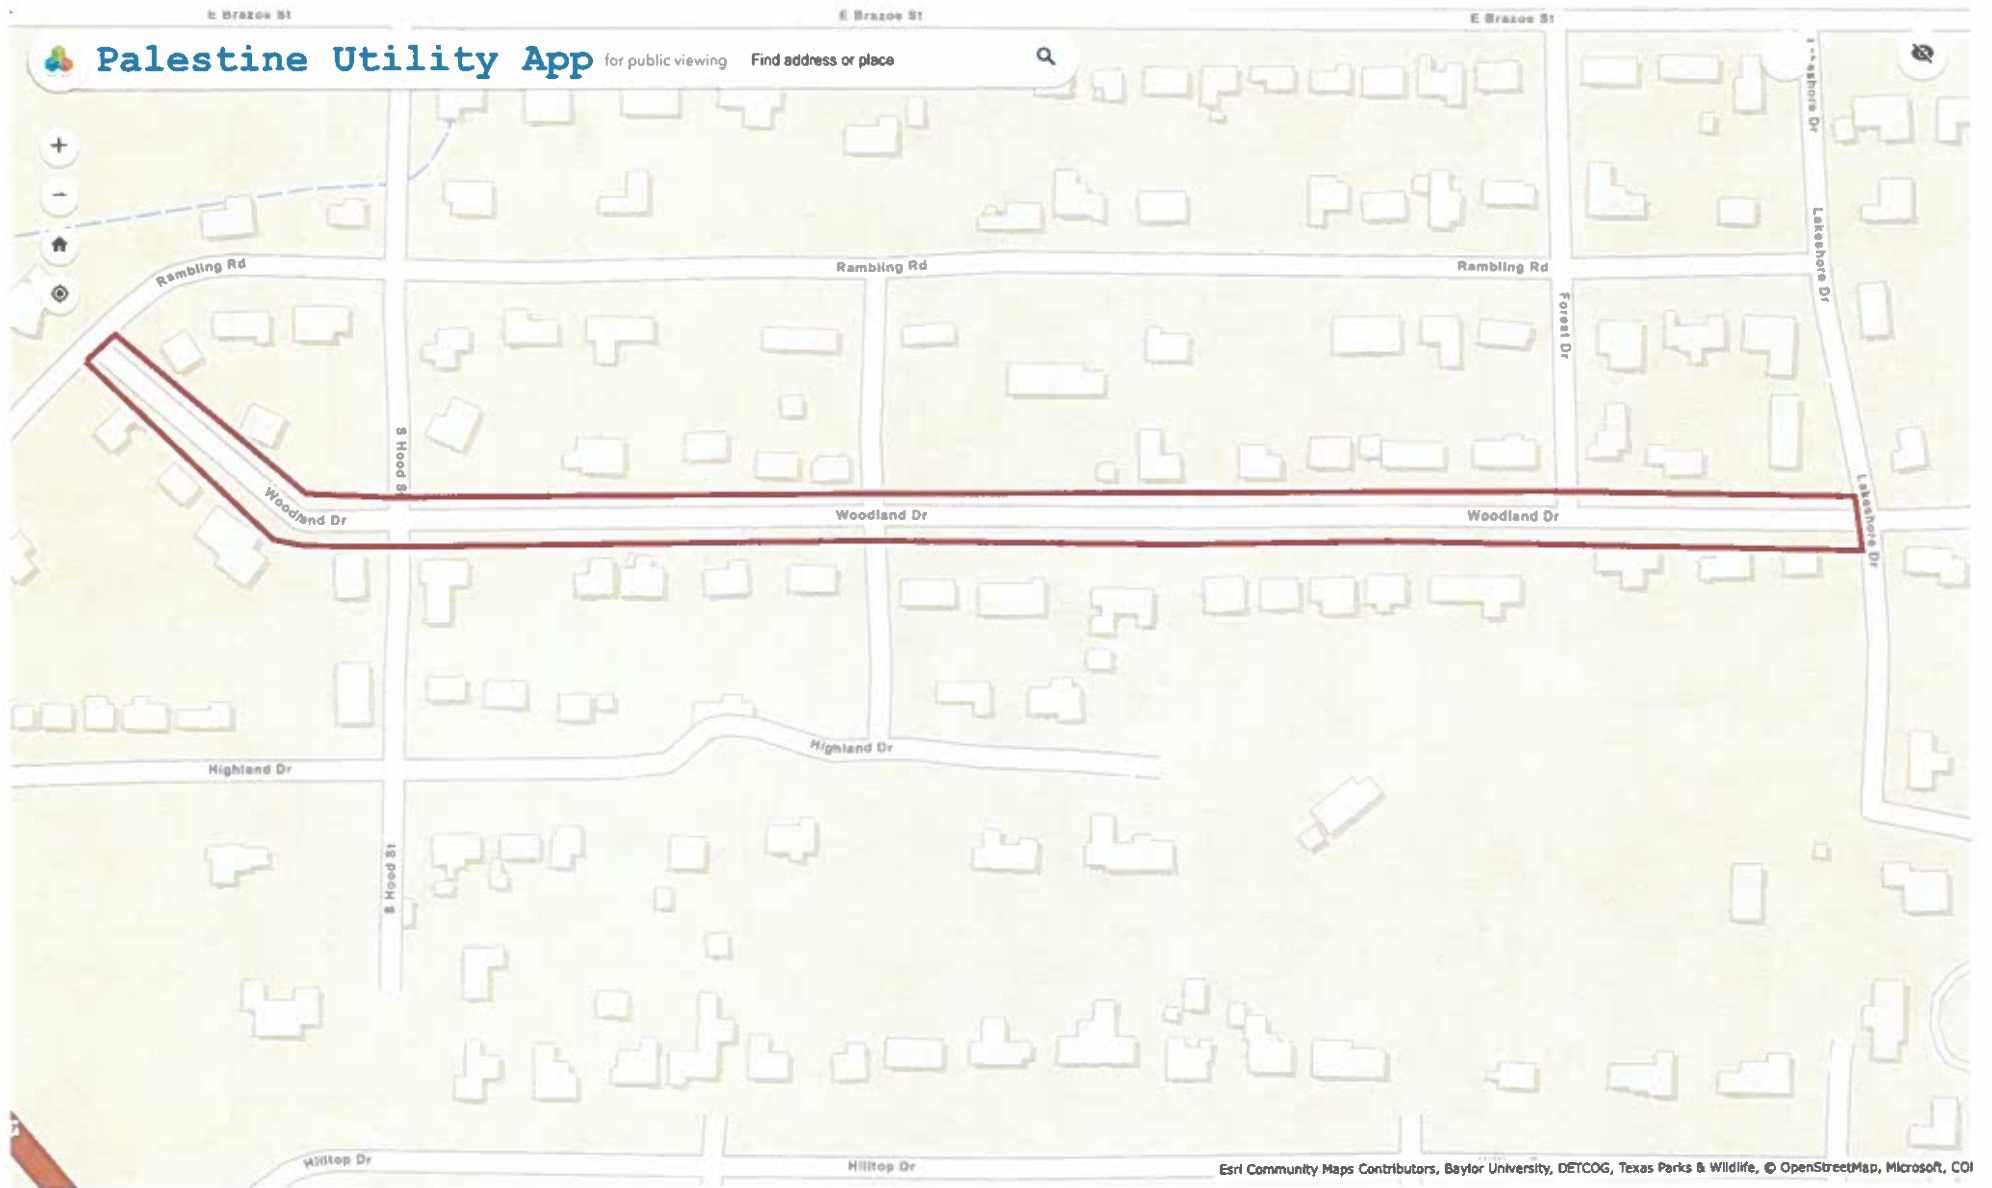 E Brazos St
E Brazos St
E Brazos St
Palestine Utility App for public viewing Find address or place
Lakeshore Dr
Rambling Rd
Rambling Rd
Rambling Rd
Forest Dr
Lakeshore Dr
S Hood St
Woodland Dr
Woodland Dr
Woodland Dr
Lakeshore Dr
Highland Dr
Highland Dr
S Hood St
Hilltop Dr
Hilltop Dr
Esri Community Maps Contributors, Baylor University, DETCOG, Texas Parks & Wildlife, © OpenStreetMap, Microsoft, CO